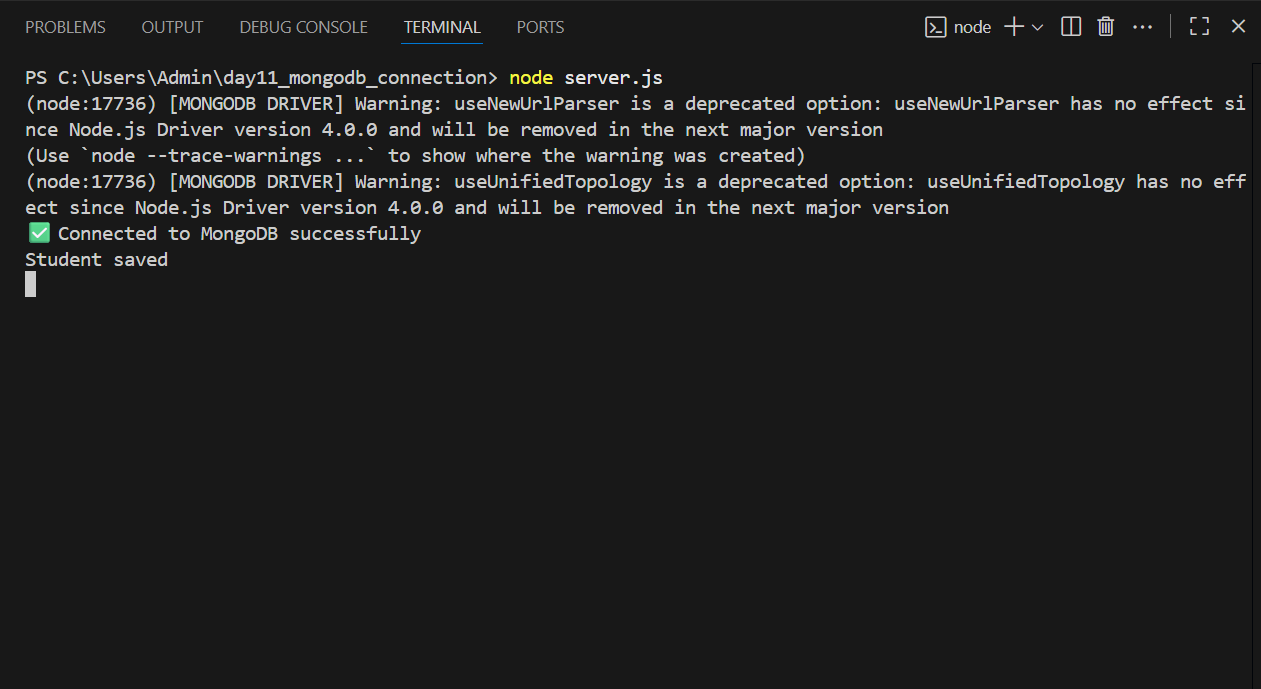 PROBLEMS OUTPUT DEBUG CONSOLE TERMINAL PORTS node
PS C:\Users\Admin\day11_mongodb_connection> node server.js
(node:17736) [MONGODB DRIVER] Warning: useNewUrlParser is a deprecated option: useNewUrlParser has no effect si
nce Node.js Driver version 4.0.0 and will be removed in the next major version
(Use `node --trace-warnings ...` to show where the warning was created)
(node:17736) [MONGODB DRIVER] Warning: useUnifiedTopology is a deprecated option: useUnifiedTopology has no eff
ect since Node.js Driver version 4.0.0 and will be removed in the next major version
✅ Connected to MongoDB successfully
Student saved